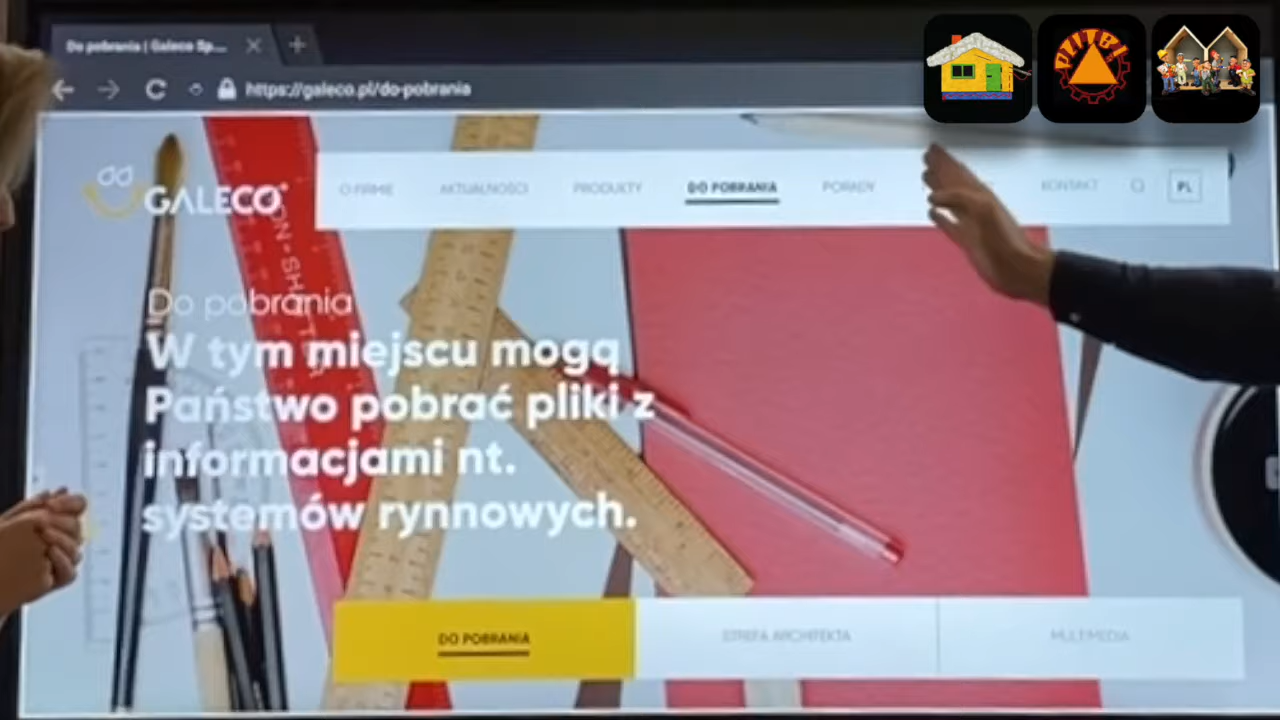 Do pobrania | Galeco Sp...
https://galeco.pl/do-pobrania
PZITB!
GALECO
O FIRMIE AKTUALNOŚCI PRODUKTY DO POBRANIA PORADY KONTAKT PL
Do pobrania
W tym miejscu mogą
Państwo pobrać pliki z
informacjami nt.
systemów rynnowych.
DO POBRANIA STREFA ARCHITEKTA MULTIMEDIA